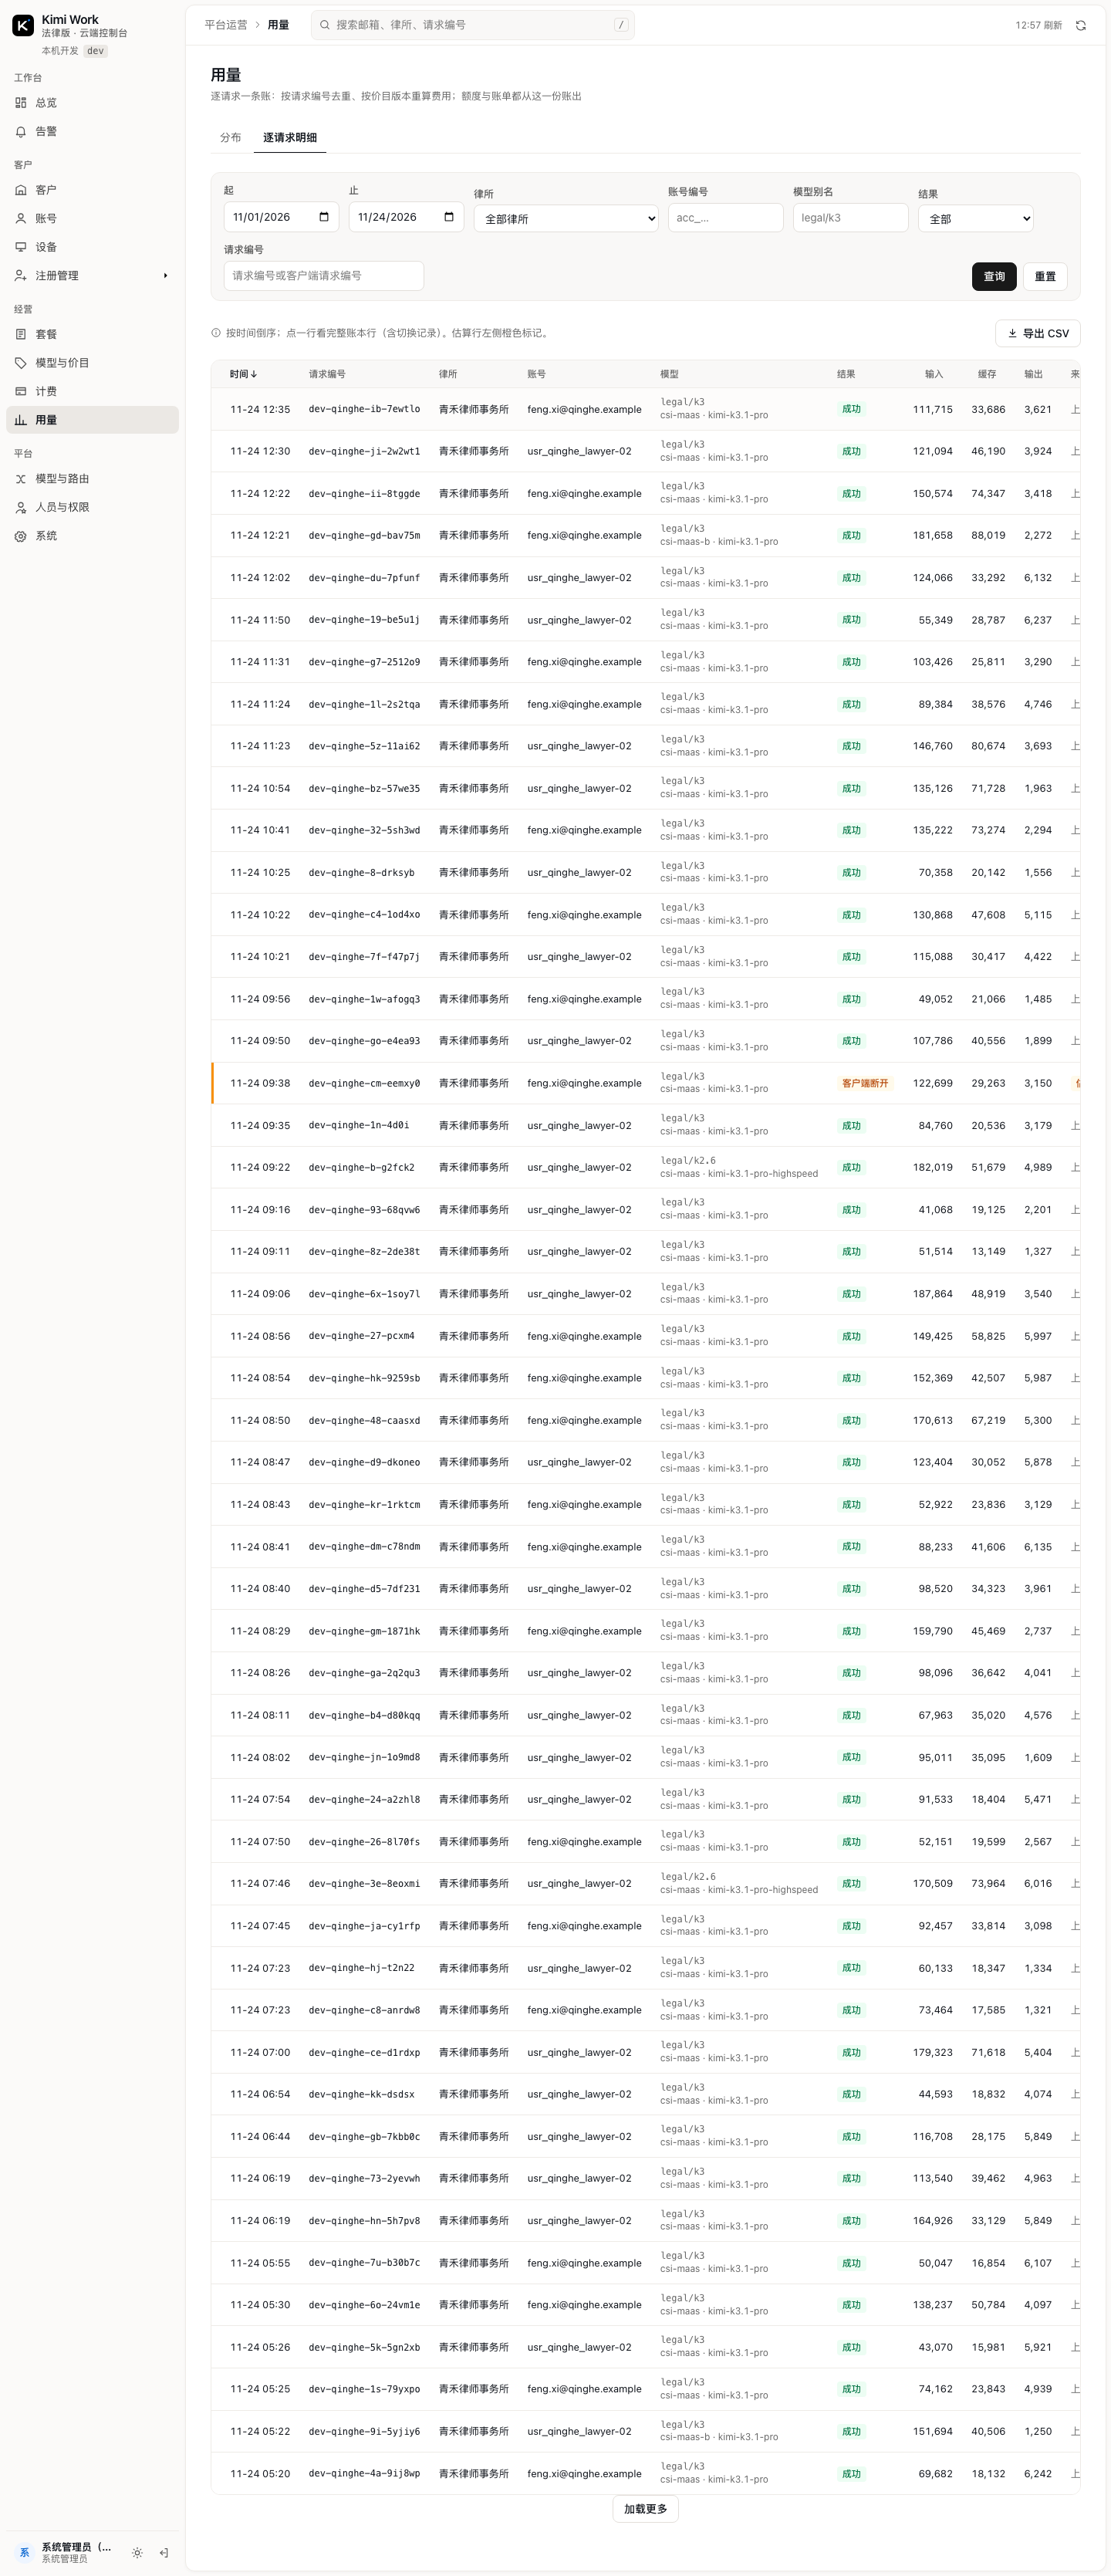 Kimi Work
法律版 · 云端控制台
本机开发 dev
工作台
总览
告警
客户
客户
账号
设备
注册管理
经营
套餐
模型与价目
计费
用量
平台
模型与路由
人员与权限
系统
系 系统管理员（...
系统管理员
平台运营 > 用量 搜索邮箱、律所、请求编号 / 12:57 刷新
用量
逐请求一条账：按请求编号去重、按价目版本重算费用；额度与账单都从这一份账出
分布 逐请求明细
起 止 律所 账号编号 模型别名 结果
11/01/2026 11/24/2026 全部律所 acc_... legal/k3 全部
请求编号
请求编号或客户端请求编号 查询 重置
按时间倒序；点一行看完整账本行（含切换记录）。估算行左侧橙色标记。 导出 CSV
时间↓ 请求编号 律所 账号 模型 结果 输入 缓存 输出
11-24 12:35 dev-qinghe-ib-7ewtlo 青禾律师事务所 feng.xi@qinghe.example legal/k3 csi-maas · kimi-k3.1-pro 成功 111,715 33,686 3,621
11-24 12:30 dev-qinghe-ji-2w2wt1 青禾律师事务所 usr_qinghe_lawyer-02 legal/k3 csi-maas · kimi-k3.1-pro 成功 121,094 46,190 3,924
11-24 12:22 dev-qinghe-ii-8tggde 青禾律师事务所 feng.xi@qinghe.example legal/k3 csi-maas · kimi-k3.1-pro 成功 150,574 74,347 3,418
11-24 12:21 dev-qinghe-gd-bav75m 青禾律师事务所 feng.xi@qinghe.example legal/k3 csi-maas-b · kimi-k3.1-pro 成功 181,658 88,019 2,272
11-24 12:02 dev-qinghe-du-7pfunf 青禾律师事务所 usr_qinghe_lawyer-02 legal/k3 csi-maas · kimi-k3.1-pro 成功 124,066 33,292 6,132
11-24 11:50 dev-qinghe-19-be5u1j 青禾律师事务所 usr_qinghe_lawyer-02 legal/k3 csi-maas · kimi-k3.1-pro 成功 55,349 28,787 6,237
11-24 11:31 dev-qinghe-g7-2512o9 青禾律师事务所 feng.xi@qinghe.example legal/k3 csi-maas · kimi-k3.1-pro 成功 103,426 25,811 3,290
11-24 11:24 dev-qinghe-1l-2s2tqa 青禾律师事务所 feng.xi@qinghe.example legal/k3 csi-maas · kimi-k3.1-pro 成功 89,384 38,576 4,746
11-24 11:23 dev-qinghe-5z-11ai62 青禾律师事务所 usr_qinghe_lawyer-02 legal/k3 csi-maas · kimi-k3.1-pro 成功 146,760 80,674 3,693
11-24 10:54 dev-qinghe-bz-57we35 青禾律师事务所 usr_qinghe_lawyer-02 legal/k3 csi-maas · kimi-k3.1-pro 成功 135,126 71,728 1,963
11-24 10:41 dev-qinghe-32-5sh3wd 青禾律师事务所 feng.xi@qinghe.example legal/k3 csi-maas · kimi-k3.1-pro 成功 135,222 73,274 2,294
11-24 10:25 dev-qinghe-8-drksyb 青禾律师事务所 usr_qinghe_lawyer-02 legal/k3 csi-maas · kimi-k3.1-pro 成功 70,358 20,142 1,556
11-24 10:22 dev-qinghe-c4-1od4xo 青禾律师事务所 feng.xi@qinghe.example legal/k3 csi-maas · kimi-k3.1-pro 成功 130,868 47,608 5,115
11-24 10:21 dev-qinghe-7f-f47p7j 青禾律师事务所 usr_qinghe_lawyer-02 legal/k3 csi-maas · kimi-k3.1-pro 成功 115,088 30,417 4,422
11-24 09:56 dev-qinghe-1w-afogq3 青禾律师事务所 feng.xi@qinghe.example legal/k3 csi-maas · kimi-k3.1-pro 成功 49,052 21,066 1,485
11-24 09:50 dev-qinghe-go-e4ea93 青禾律师事务所 usr_qinghe_lawyer-02 legal/k3 csi-maas · kimi-k3.1-pro 成功 107,786 40,556 1,899
11-24 09:38 dev-qinghe-cm-eemxy0 青禾律师事务所 feng.xi@qinghe.example legal/k3 csi-maas · kimi-k3.1-pro 客户端断开 122,699 29,263 3,150
11-24 09:35 dev-qinghe-1n-4d0i 青禾律师事务所 usr_qinghe_lawyer-02 legal/k3 csi-maas · kimi-k3.1-pro 成功 84,760 20,536 3,179
11-24 09:22 dev-qinghe-b-g2fck2 青禾律师事务所 usr_qinghe_lawyer-02 legal/k2.6 csi-maas · kimi-k3.1-pro-highspeed 成功 182,019 51,679 4,989
11-24 09:16 dev-qinghe-93-68qvw6 青禾律师事务所 usr_qinghe_lawyer-02 legal/k3 csi-maas · kimi-k3.1-pro 成功 41,068 19,125 2,201
11-24 09:11 dev-qinghe-8z-2de38t 青禾律师事务所 usr_qinghe_lawyer-02 legal/k3 csi-maas · kimi-k3.1-pro 成功 51,514 13,149 1,327
11-24 09:06 dev-qinghe-6x-1soy7l 青禾律师事务所 usr_qinghe_lawyer-02 legal/k3 csi-maas · kimi-k3.1-pro 成功 187,864 48,919 3,540
11-24 08:56 dev-qinghe-27-pcxm4 青禾律师事务所 feng.xi@qinghe.example legal/k3 csi-maas · kimi-k3.1-pro 成功 149,425 58,825 5,997
11-24 08:54 dev-qinghe-hk-9259sb 青禾律师事务所 feng.xi@qinghe.example legal/k3 csi-maas · kimi-k3.1-pro 成功 152,369 42,507 5,987
11-24 08:50 dev-qinghe-48-caasxd 青禾律师事务所 feng.xi@qinghe.example legal/k3 csi-maas · kimi-k3.1-pro 成功 170,613 67,219 5,300
11-24 08:47 dev-qinghe-d9-dkoneo 青禾律师事务所 usr_qinghe_lawyer-02 legal/k3 csi-maas · kimi-k3.1-pro 成功 123,404 30,052 5,878
11-24 08:43 dev-qinghe-kr-1rktcm 青禾律师事务所 feng.xi@qinghe.example legal/k3 csi-maas · kimi-k3.1-pro 成功 52,922 23,836 3,129
11-24 08:41 dev-qinghe-dm-c78ndm 青禾律师事务所 feng.xi@qinghe.example legal/k3 csi-maas · kimi-k3.1-pro 成功 88,233 41,606 6,135
11-24 08:40 dev-qinghe-d5-7df231 青禾律师事务所 usr_qinghe_lawyer-02 legal/k3 csi-maas · kimi-k3.1-pro 成功 98,520 34,323 3,961
11-24 08:29 dev-qinghe-gm-1871hk 青禾律师事务所 feng.xi@qinghe.example legal/k3 csi-maas · kimi-k3.1-pro 成功 159,790 45,469 2,737
11-24 08:26 dev-qinghe-ga-2q2qu3 青禾律师事务所 usr_qinghe_lawyer-02 legal/k3 csi-maas · kimi-k3.1-pro 成功 98,096 36,642 4,041
11-24 08:11 dev-qinghe-b4-d80kqq 青禾律师事务所 usr_qinghe_lawyer-02 legal/k3 csi-maas · kimi-k3.1-pro 成功 67,963 35,020 4,576
11-24 08:02 dev-qinghe-jn-1o9md8 青禾律师事务所 usr_qinghe_lawyer-02 legal/k3 csi-maas · kimi-k3.1-pro 成功 95,011 35,095 1,609
11-24 07:54 dev-qinghe-24-a2zhl8 青禾律师事务所 usr_qinghe_lawyer-02 legal/k3 csi-maas · kimi-k3.1-pro 成功 91,533 18,404 5,471
11-24 07:50 dev-qinghe-26-8l70fs 青禾律师事务所 feng.xi@qinghe.example legal/k3 csi-maas · kimi-k3.1-pro 成功 52,151 19,599 2,567
11-24 07:46 dev-qinghe-3e-8eoxmi 青禾律师事务所 usr_qinghe_lawyer-02 legal/k2.6 csi-maas · kimi-k3.1-pro-highspeed 成功 170,509 73,964 6,016
11-24 07:45 dev-qinghe-ja-cy1rfp 青禾律师事务所 feng.xi@qinghe.example legal/k3 csi-maas · kimi-k3.1-pro 成功 92,457 33,814 3,098
11-24 07:23 dev-qinghe-hj-t2n22 青禾律师事务所 usr_qinghe_lawyer-02 legal/k3 csi-maas · kimi-k3.1-pro 成功 60,133 18,347 1,334
11-24 07:23 dev-qinghe-c8-anrdw8 青禾律师事务所 feng.xi@qinghe.example legal/k3 csi-maas · kimi-k3.1-pro 成功 73,464 17,585 1,321
11-24 07:00 dev-qinghe-ce-d1rdxp 青禾律师事务所 usr_qinghe_lawyer-02 legal/k3 csi-maas · kimi-k3.1-pro 成功 179,323 71,618 5,404
11-24 06:54 dev-qinghe-kk-dsdsx 青禾律师事务所 usr_qinghe_lawyer-02 legal/k3 csi-maas · kimi-k3.1-pro 成功 44,593 18,832 4,074
11-24 06:44 dev-qinghe-gb-7kbb0c 青禾律师事务所 usr_qinghe_lawyer-02 legal/k3 csi-maas · kimi-k3.1-pro 成功 116,708 28,175 5,849
11-24 06:19 dev-qinghe-73-2yevwh 青禾律师事务所 usr_qinghe_lawyer-02 legal/k3 csi-maas · kimi-k3.1-pro 成功 113,540 39,462 4,963
11-24 06:19 dev-qinghe-hn-5h7pv8 青禾律师事务所 usr_qinghe_lawyer-02 legal/k3 csi-maas · kimi-k3.1-pro 成功 164,926 33,129 5,849
11-24 05:55 dev-qinghe-7u-b30b7c 青禾律师事务所 feng.xi@qinghe.example legal/k3 csi-maas · kimi-k3.1-pro 成功 50,047 16,854 6,107
11-24 05:30 dev-qinghe-6o-24vm1e 青禾律师事务所 feng.xi@qinghe.example legal/k3 csi-maas · kimi-k3.1-pro 成功 138,237 50,784 4,097
11-24 05:26 dev-qinghe-5k-5gn2xb 青禾律师事务所 usr_qinghe_lawyer-02 legal/k3 csi-maas · kimi-k3.1-pro 成功 43,070 15,981 5,921
11-24 05:25 dev-qinghe-1s-79yxpo 青禾律师事务所 feng.xi@qinghe.example legal/k3 csi-maas · kimi-k3.1-pro 成功 74,162 23,843 4,939
11-24 05:22 dev-qinghe-9i-5yjiy6 青禾律师事务所 usr_qinghe_lawyer-02 legal/k3 csi-maas-b · kimi-k3.1-pro 成功 151,694 40,506 1,250
11-24 05:20 dev-qinghe-4a-9ij8wp 青禾律师事务所 feng.xi@qinghe.example legal/k3 csi-maas · kimi-k3.1-pro 成功 69,682 18,132 6,242
加载更多